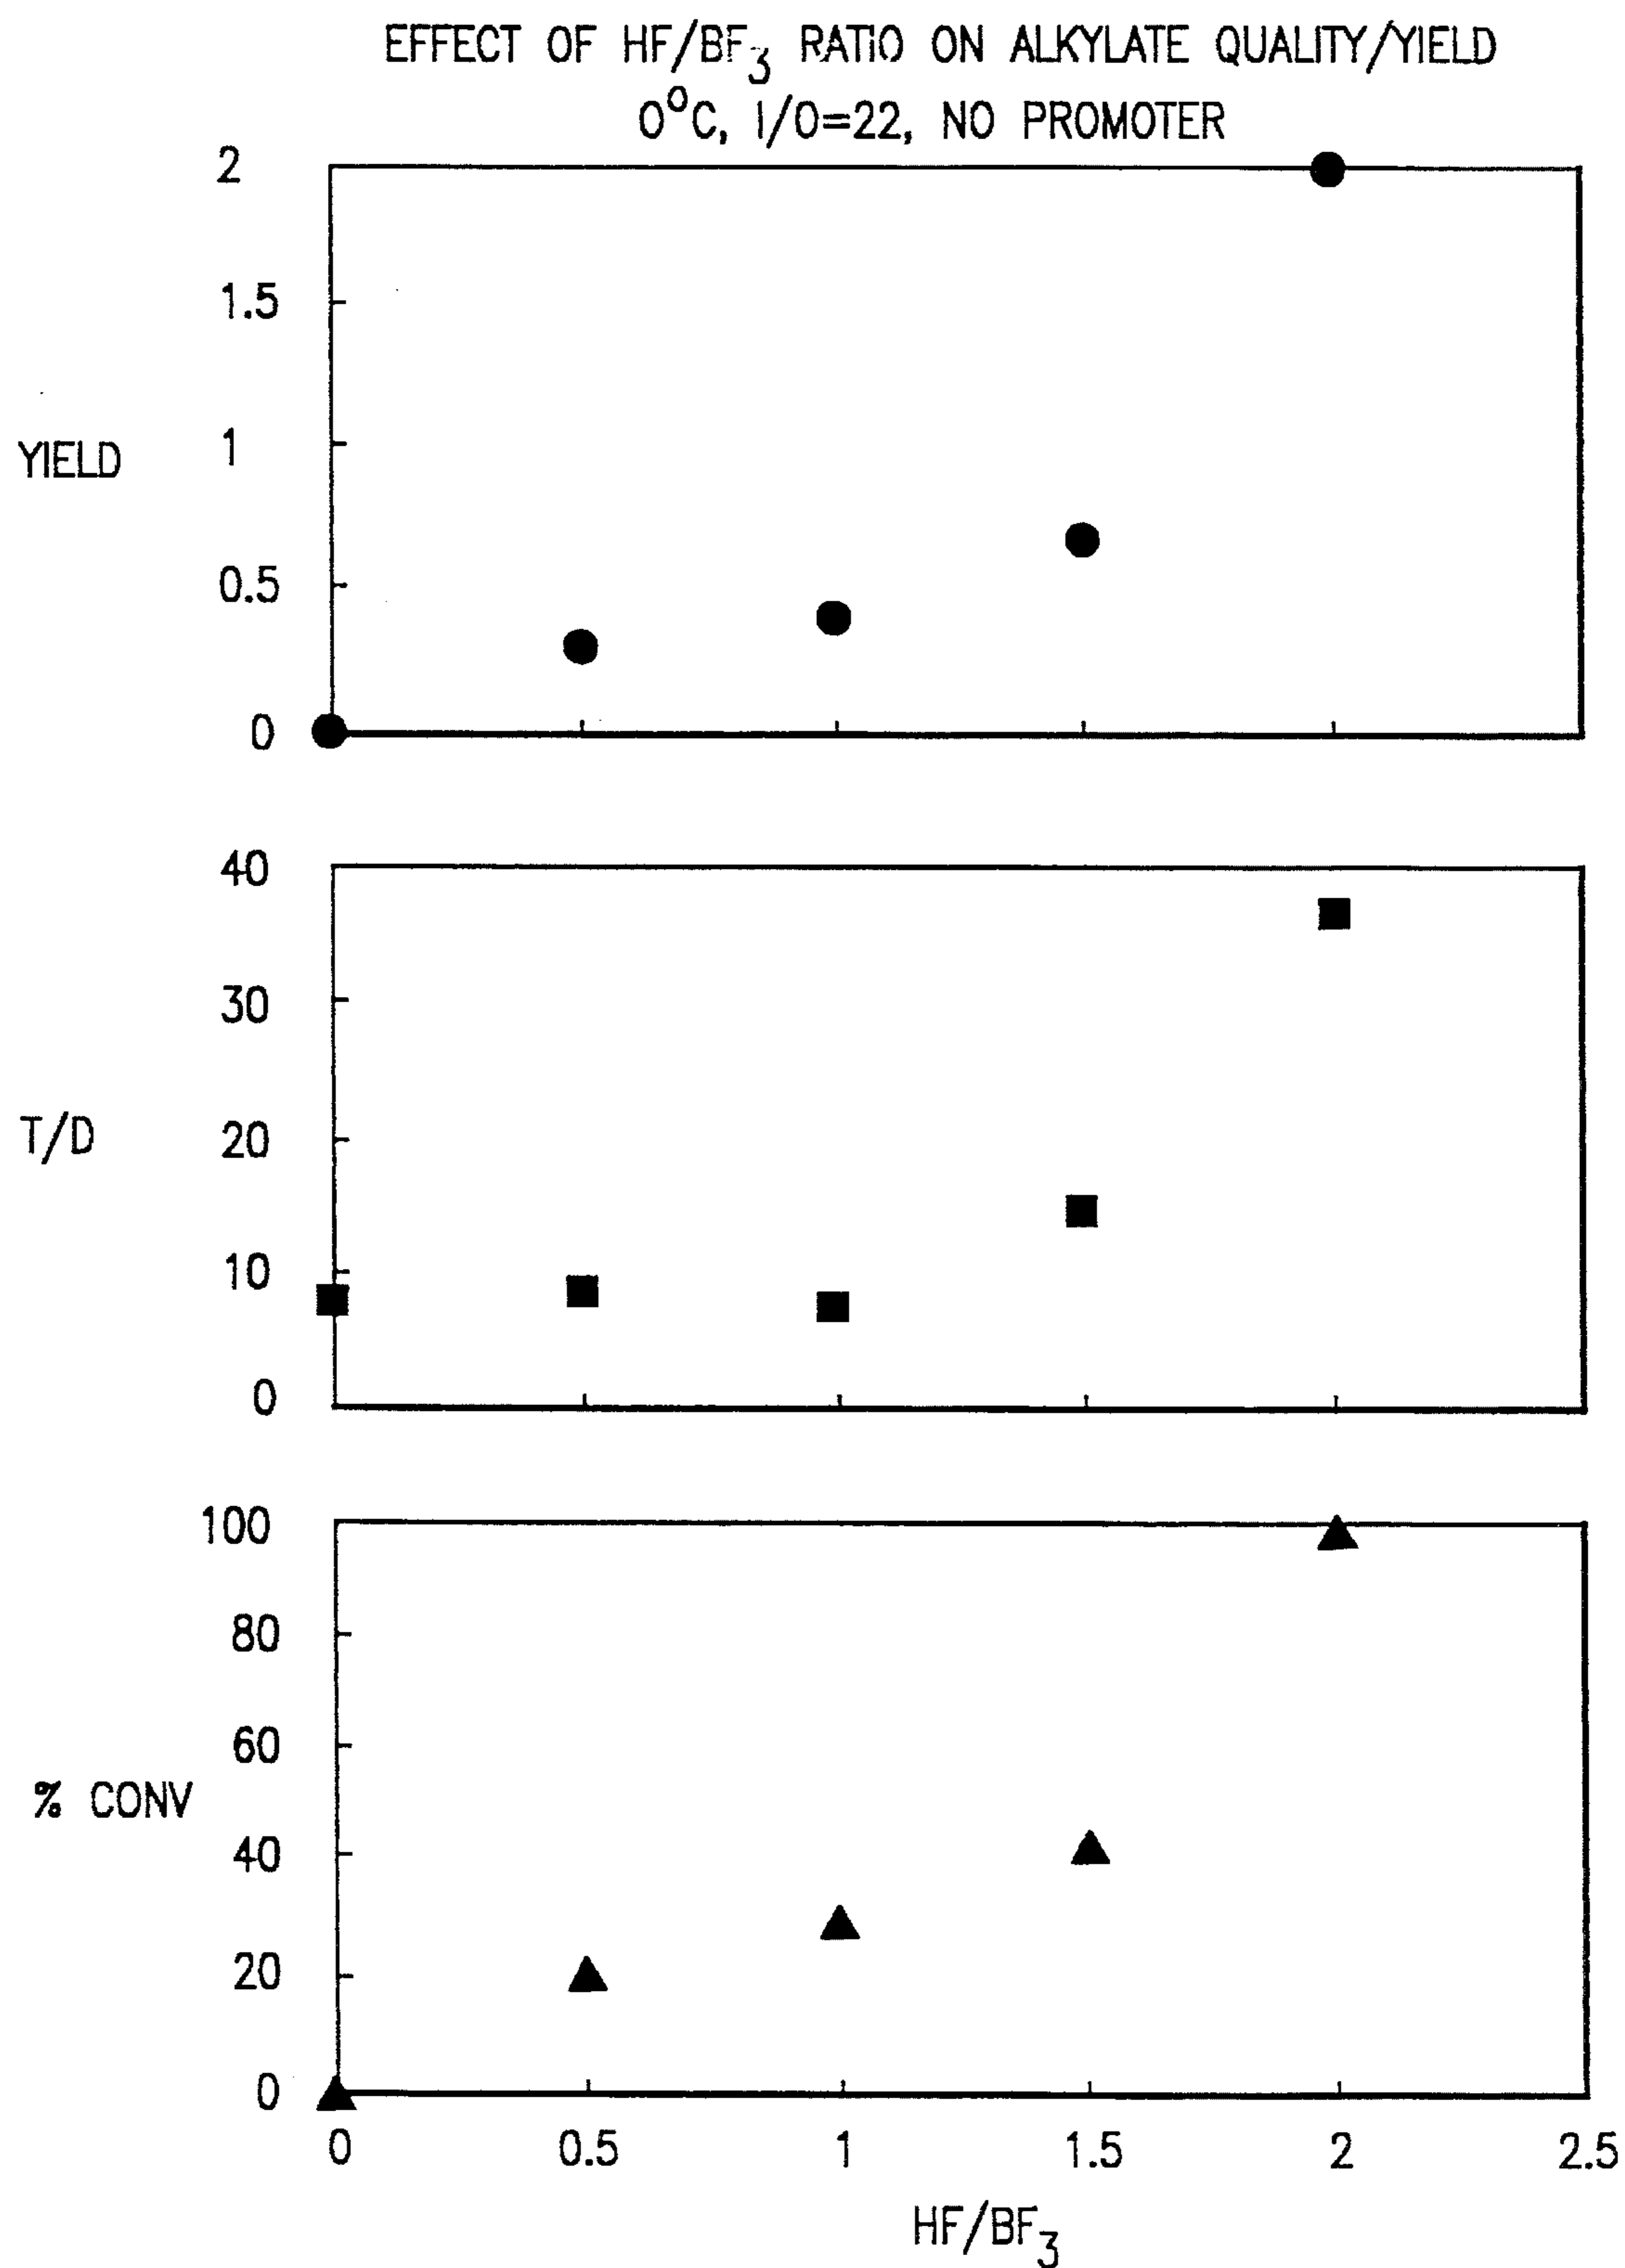 EFFECT OF HF/BF3 RATIO ON ALKYLATE QUALITY/YIELD
0°C, I/O=22, NO PROMOTER
2
1.5
1
0.5
0
YIELD
40
30
20
10
0
T/D
100
80
60
40
20
0
% CONV
0 0.5 1 1.5 2 2.5
HF/BF3